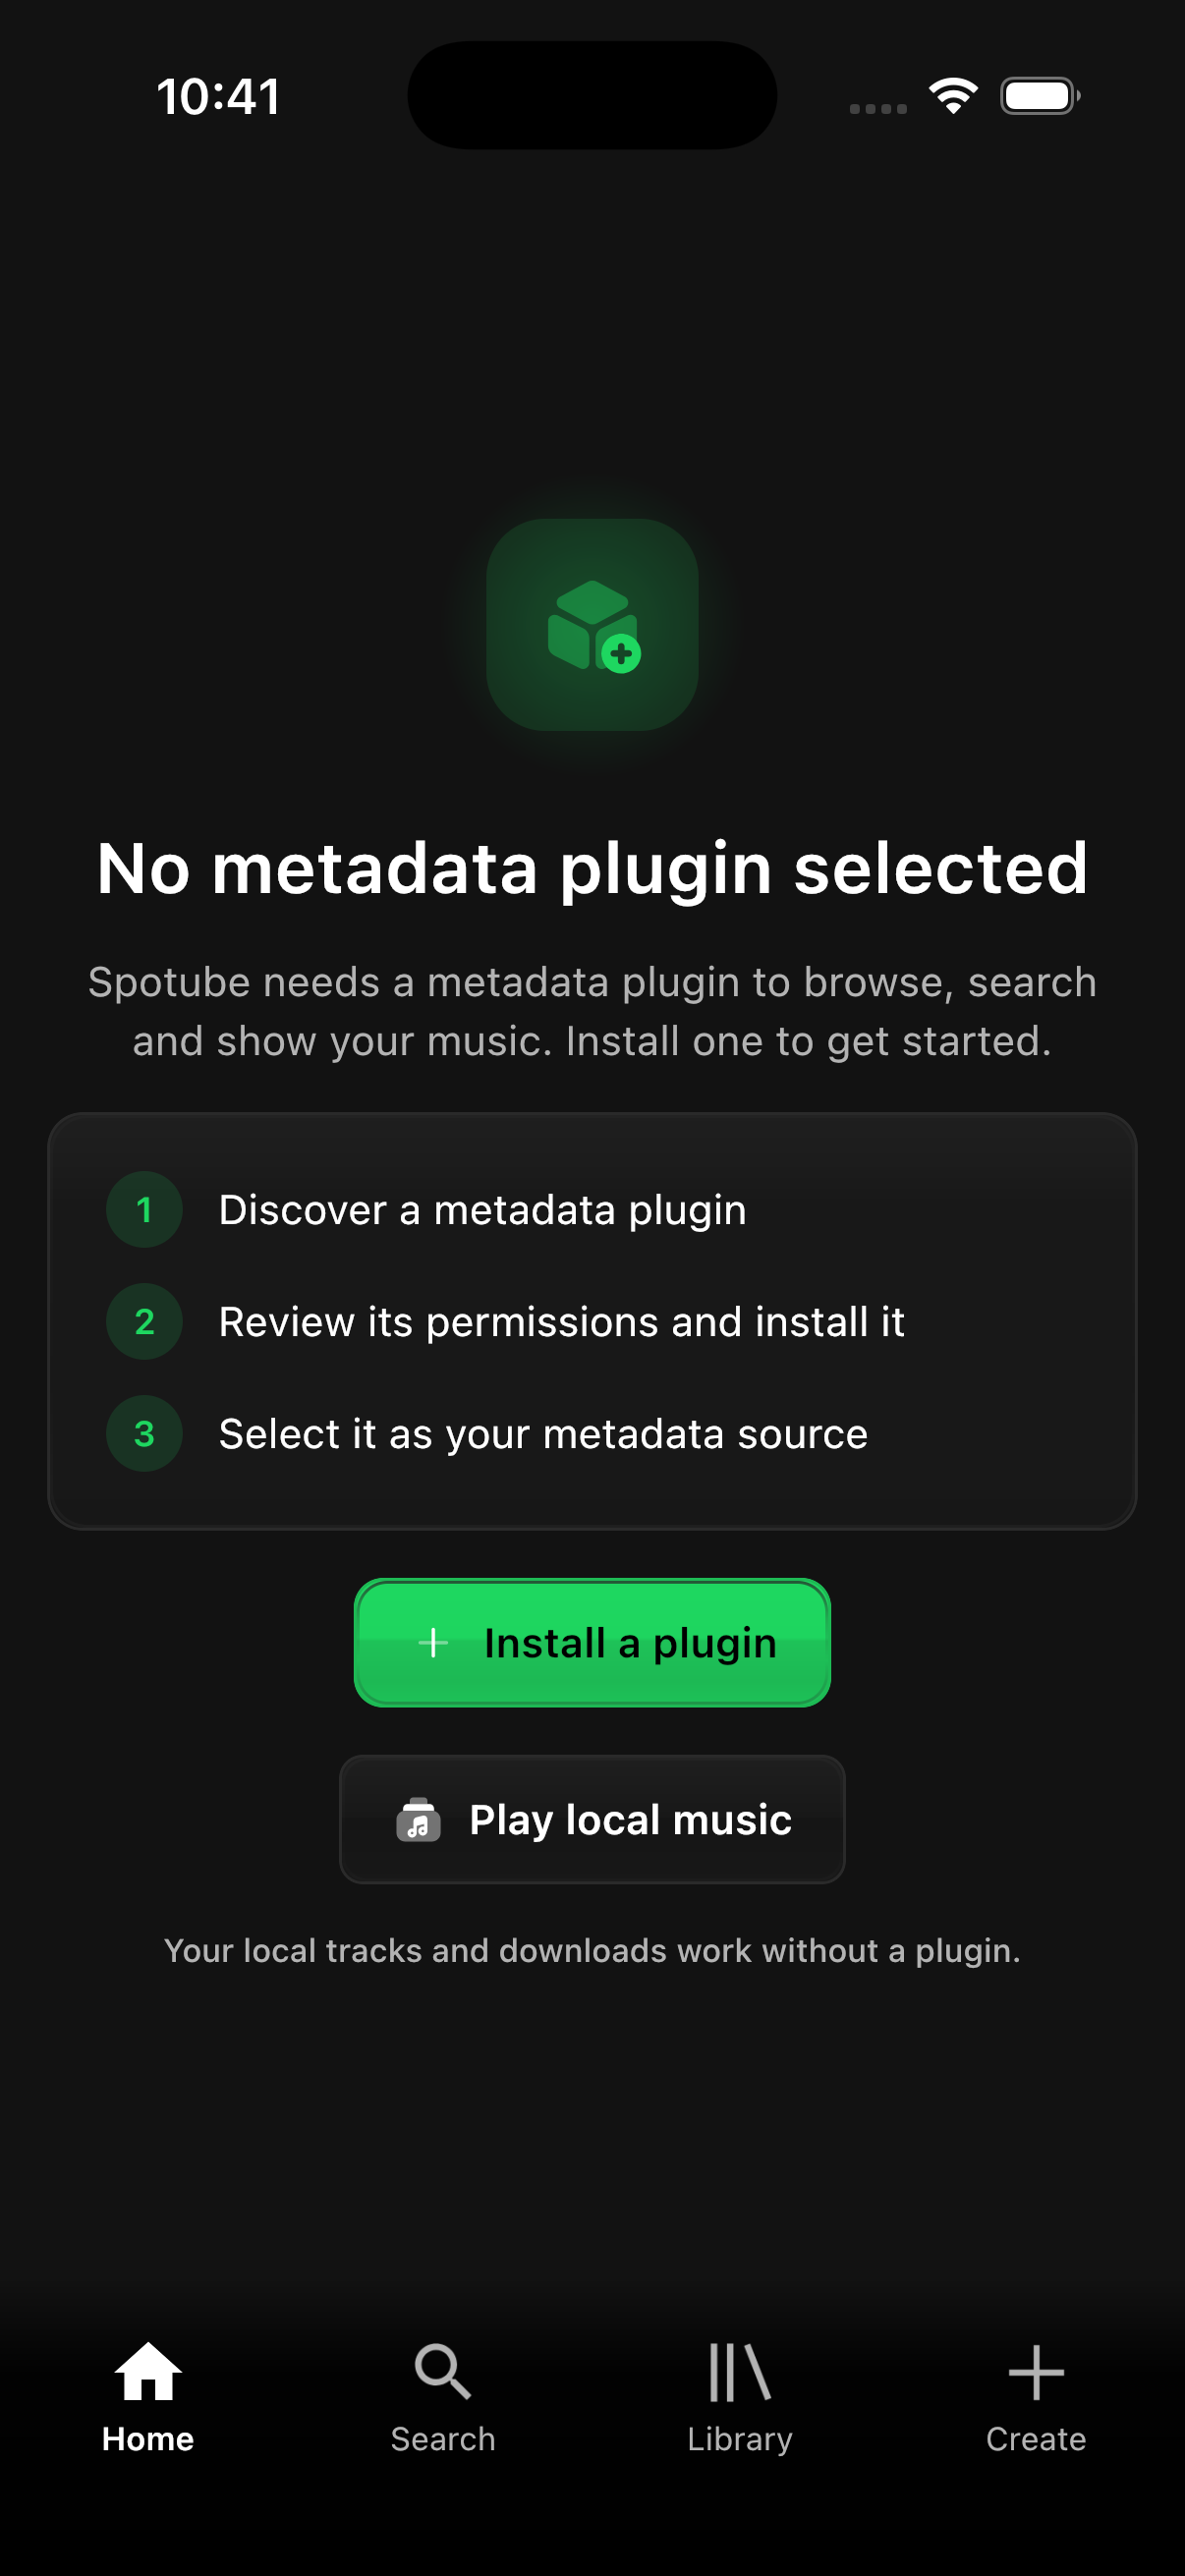 10:41
No metadata plugin selected
Spotube needs a metadata plugin to browse, search
and show your music. Install one to get started.
1 Discover a metadata plugin
2 Review its permissions and install it
3 Select it as your metadata source
Install a plugin
Play local music
Your local tracks and downloads work without a plugin.
Home Search Library Create